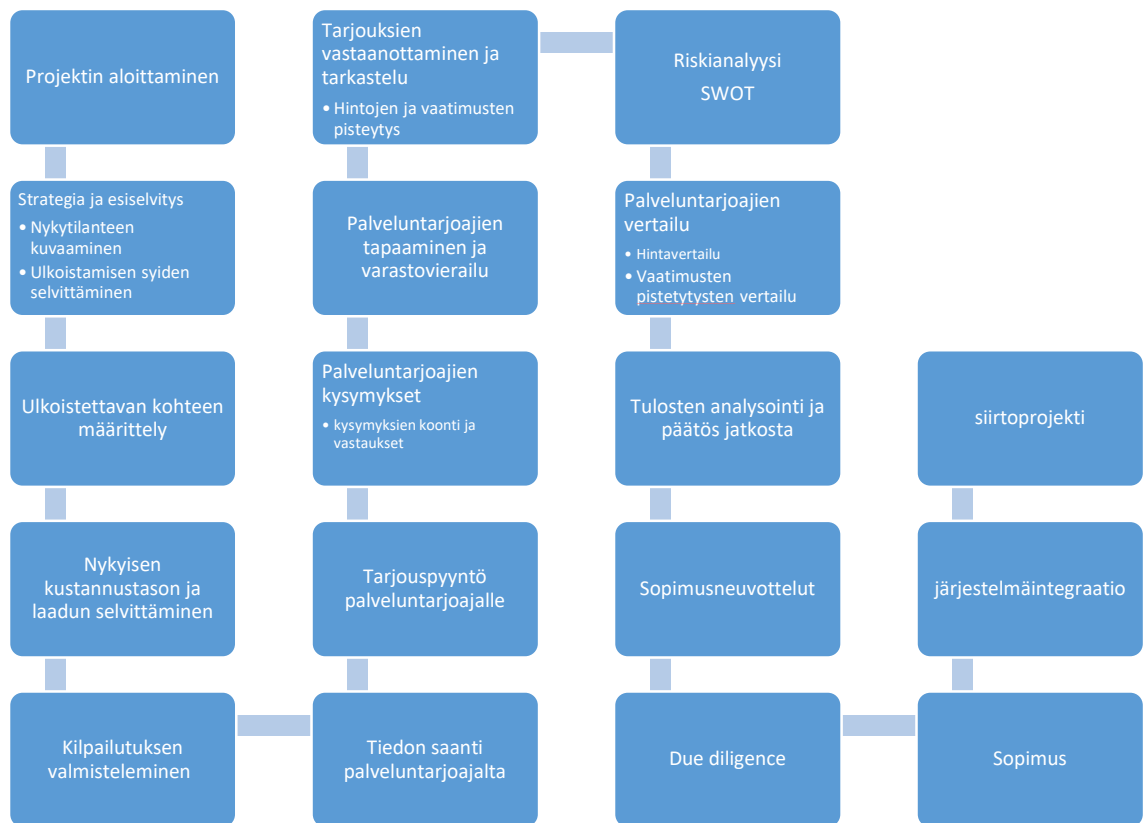 Projektin aloittaminen
Strategia ja esiselvitys
• Nykytilanteen
kuvaaminen
• Ulkoistamisen syiden
selvittäminen
Ulkoistettavan kohteen
määrittely
Nykyisen
kustannustason ja
laadun selvittäminen
Kilpailutuksen
valmisteleminen
Tiedon saanti
palveluntarjoajalta
Tarjouspyyntö
palveluntarjoajalle
Palveluntarjoajien
kysymykset
• kysymyksien koonti ja
vastaukset
Palveluntarjoajien
tapaaminen ja
varastovierailu
Tarjouksien
vastaanottaminen ja
tarkastelu
• Hintojen ja vaatimusten
pisteytys
Riskianalyysi
SWOT
Palveluntarjoajien
vertailu
• Hintavertailu
• Vaatimusten
pistetytysten vertailu
Tulosten analysointi ja
päätös jatkosta
Sopimusneuvottelut
Due diligence
Sopimus
järjestelmäintegraatio
siirtoprojekti